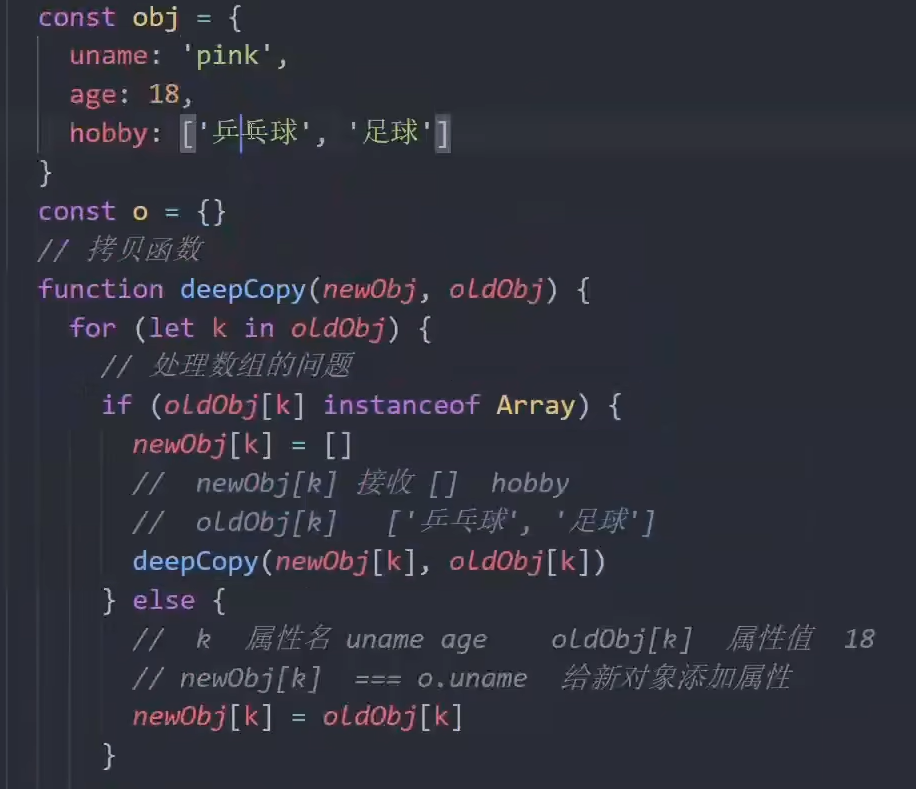 const obj = {
uname: 'pink',
age: 18,
hobby: ['乒乓球', '足球']
}
const o = {}
// 拷贝函数
function deepCopy(newObj, oldObj) {
for (let k in oldObj) {
// 处理数组的问题
if (oldObj[k] instanceof Array) {
newObj[k] = []
//  newObj[k] 接收 []  hobby
//  oldObj[k]   ['乒乓球', '足球']
deepCopy(newObj[k], oldObj[k])
} else {
//  k  属性名 uname age    oldObj[k]  属性值  18
// newObj[k]  === o.uname  给新对象添加属性
newObj[k] = oldObj[k]
}